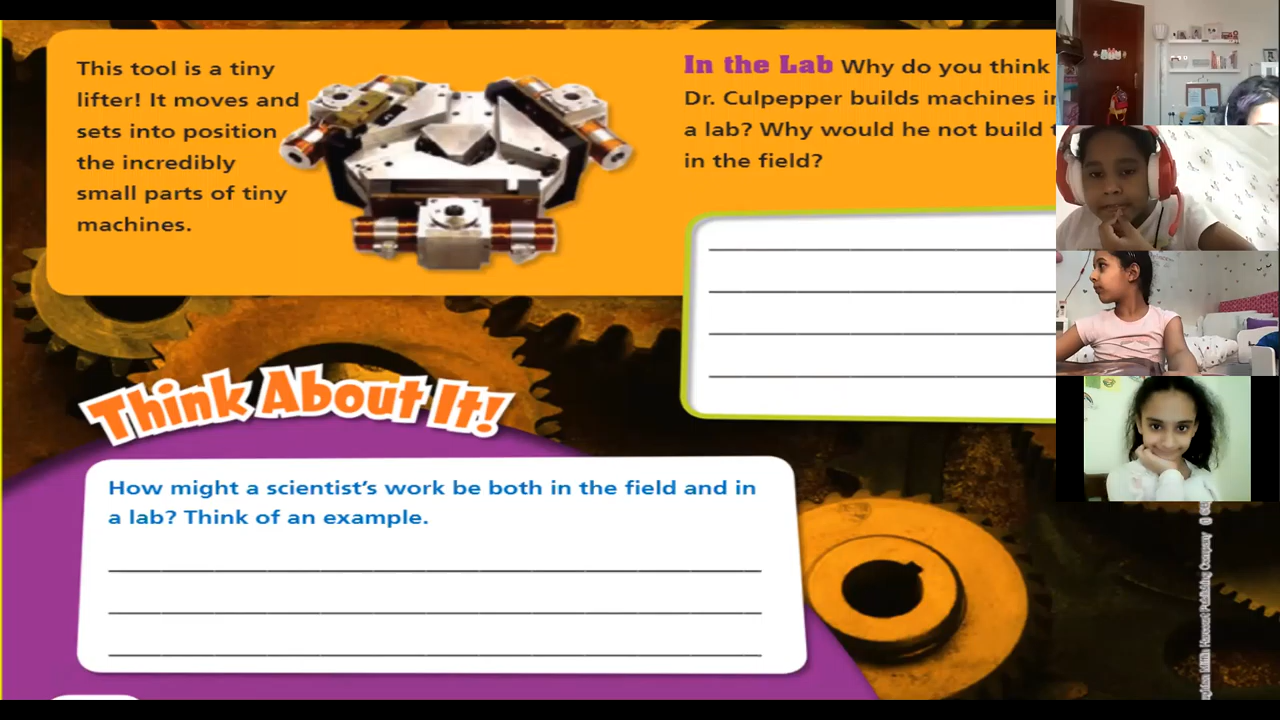 This tool is a tiny
lifter! It moves and
sets into position
the incredibly
small parts of tiny
machines.
In the Lab Why do you think
Dr. Culpepper builds machines
a lab? Why would he not build
in the field?
Think About It!
How might a scientist's work be both in the field and in
a lab? Think of an example.
Harcourt Publishing Company